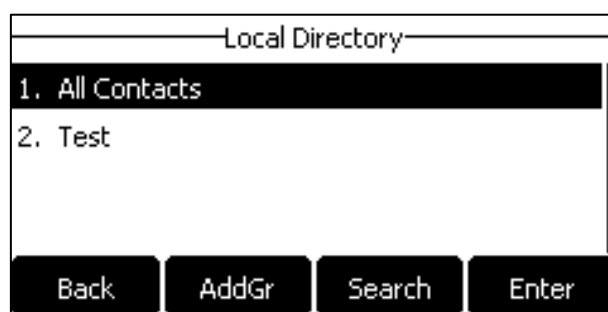 Local Directory
1. All Contacts
2. Test
Back AddGr Search Enter